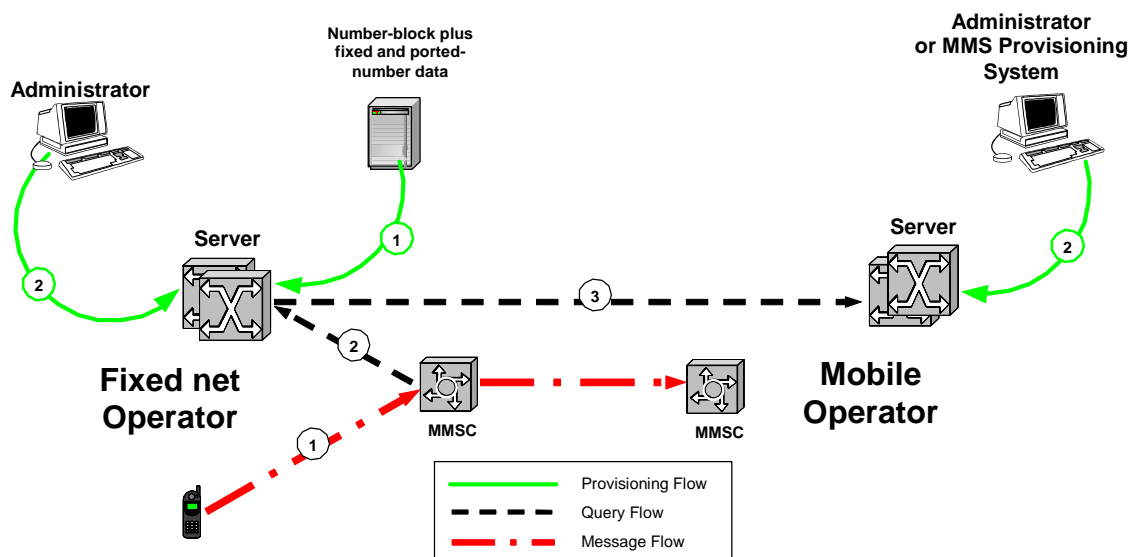 Number-block plus
fixed and ported-
number data
Administrator
or MMS Provisioning
System
Administrator
1
2
Server
Server
2
3
2
Fixed net
Operator
Mobile
Operator
MMSC
MMSC
1
Provisioning Flow
Query Flow
Message Flow